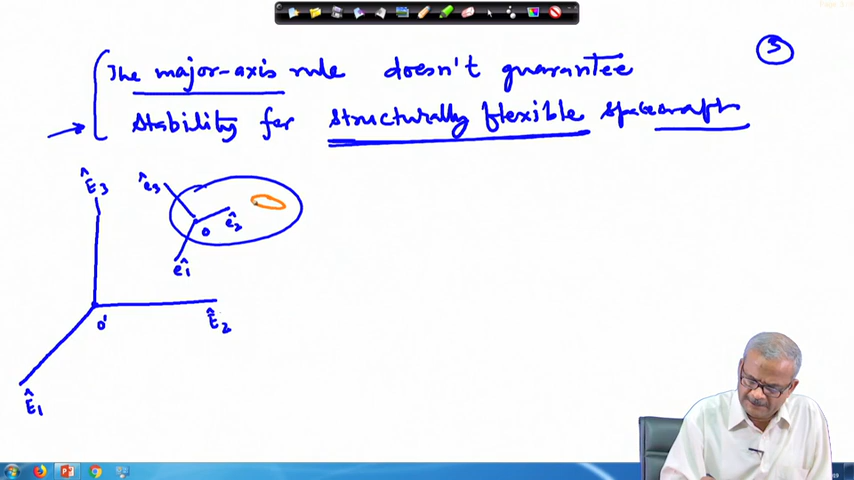 5
The major-axis rule doesn't guarantee
stability for structurally flexible spacecraft
Ê3
ê3
ê2
O
ê1
O'
Ê2
Ê1